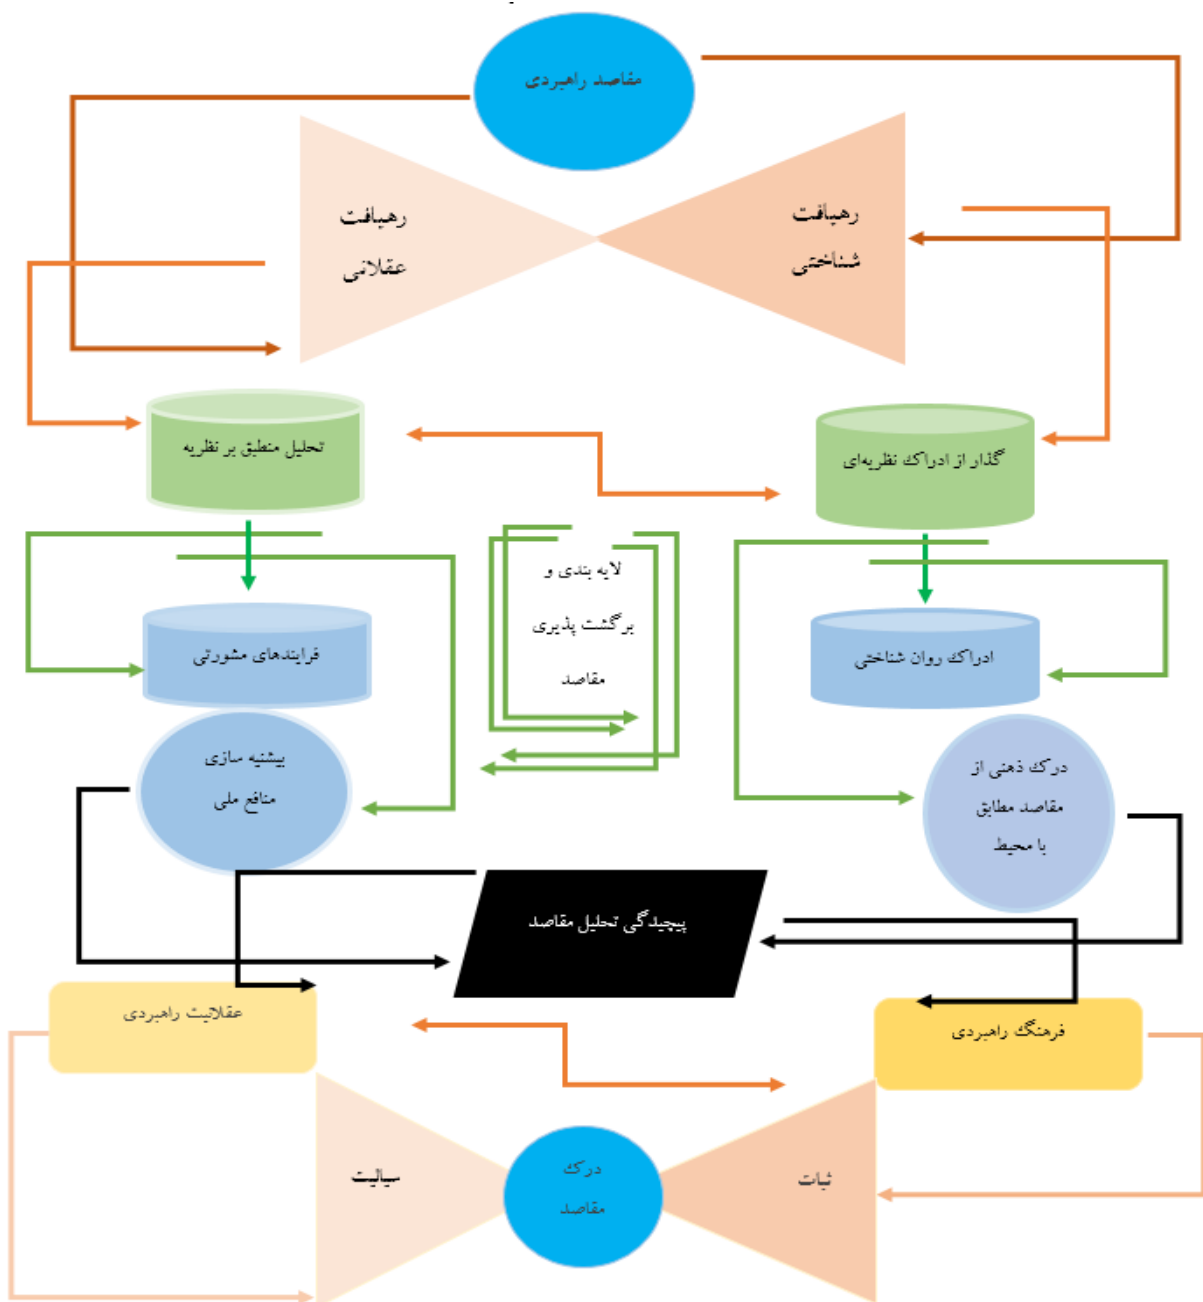 مقاصد راهبردی
رهیافت
شناختی
رهیافت
عقلانی
گذار از ادراک نظریه‌ای
تحلیل منطبق بر نظریه
لایه بندی و
برگشت پذیری
مقاصد
ادراک روان شناختی
فرایندهای مشورتی
درک ذهنی از
مقاصد مطابق
با محیط
بیشنیه سازی
منافع ملی
پیچیدگی تحلیل مقاصد
فرهنگ راهبردی
عقلانیت راهبردی
ثبات
درک
مقاصد
سیالیت